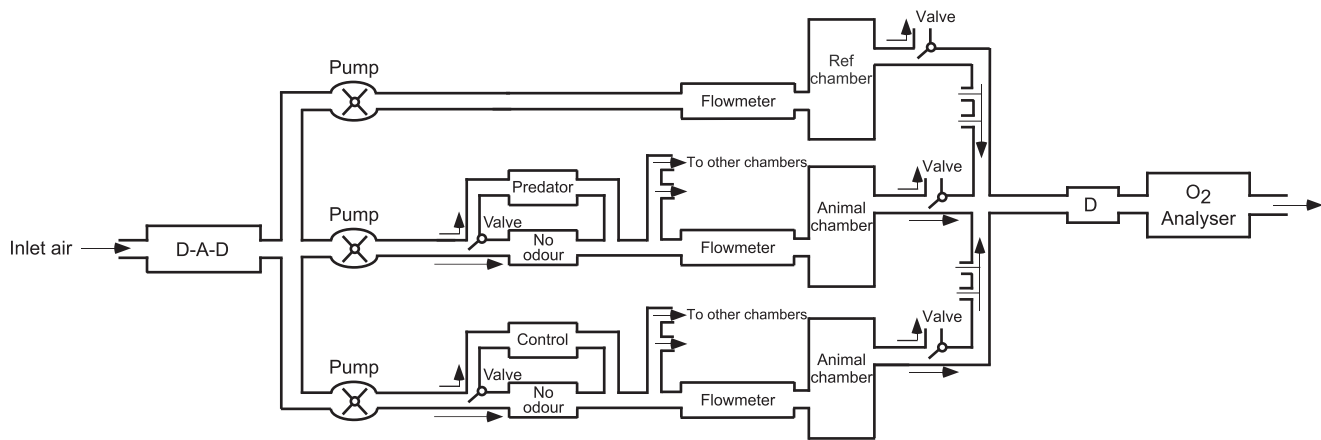 Valve
Pump
Ref
chamber
Flowmeter
To other chambers
Valve
Predator
Pump
Valve
Animal
chamber
O2
Analyser
D
Inlet air
D-A-D
No
odour
Flowmeter
To other chambers
Valve
Control
Pump
Valve
Animal
chamber
No
odour
Flowmeter